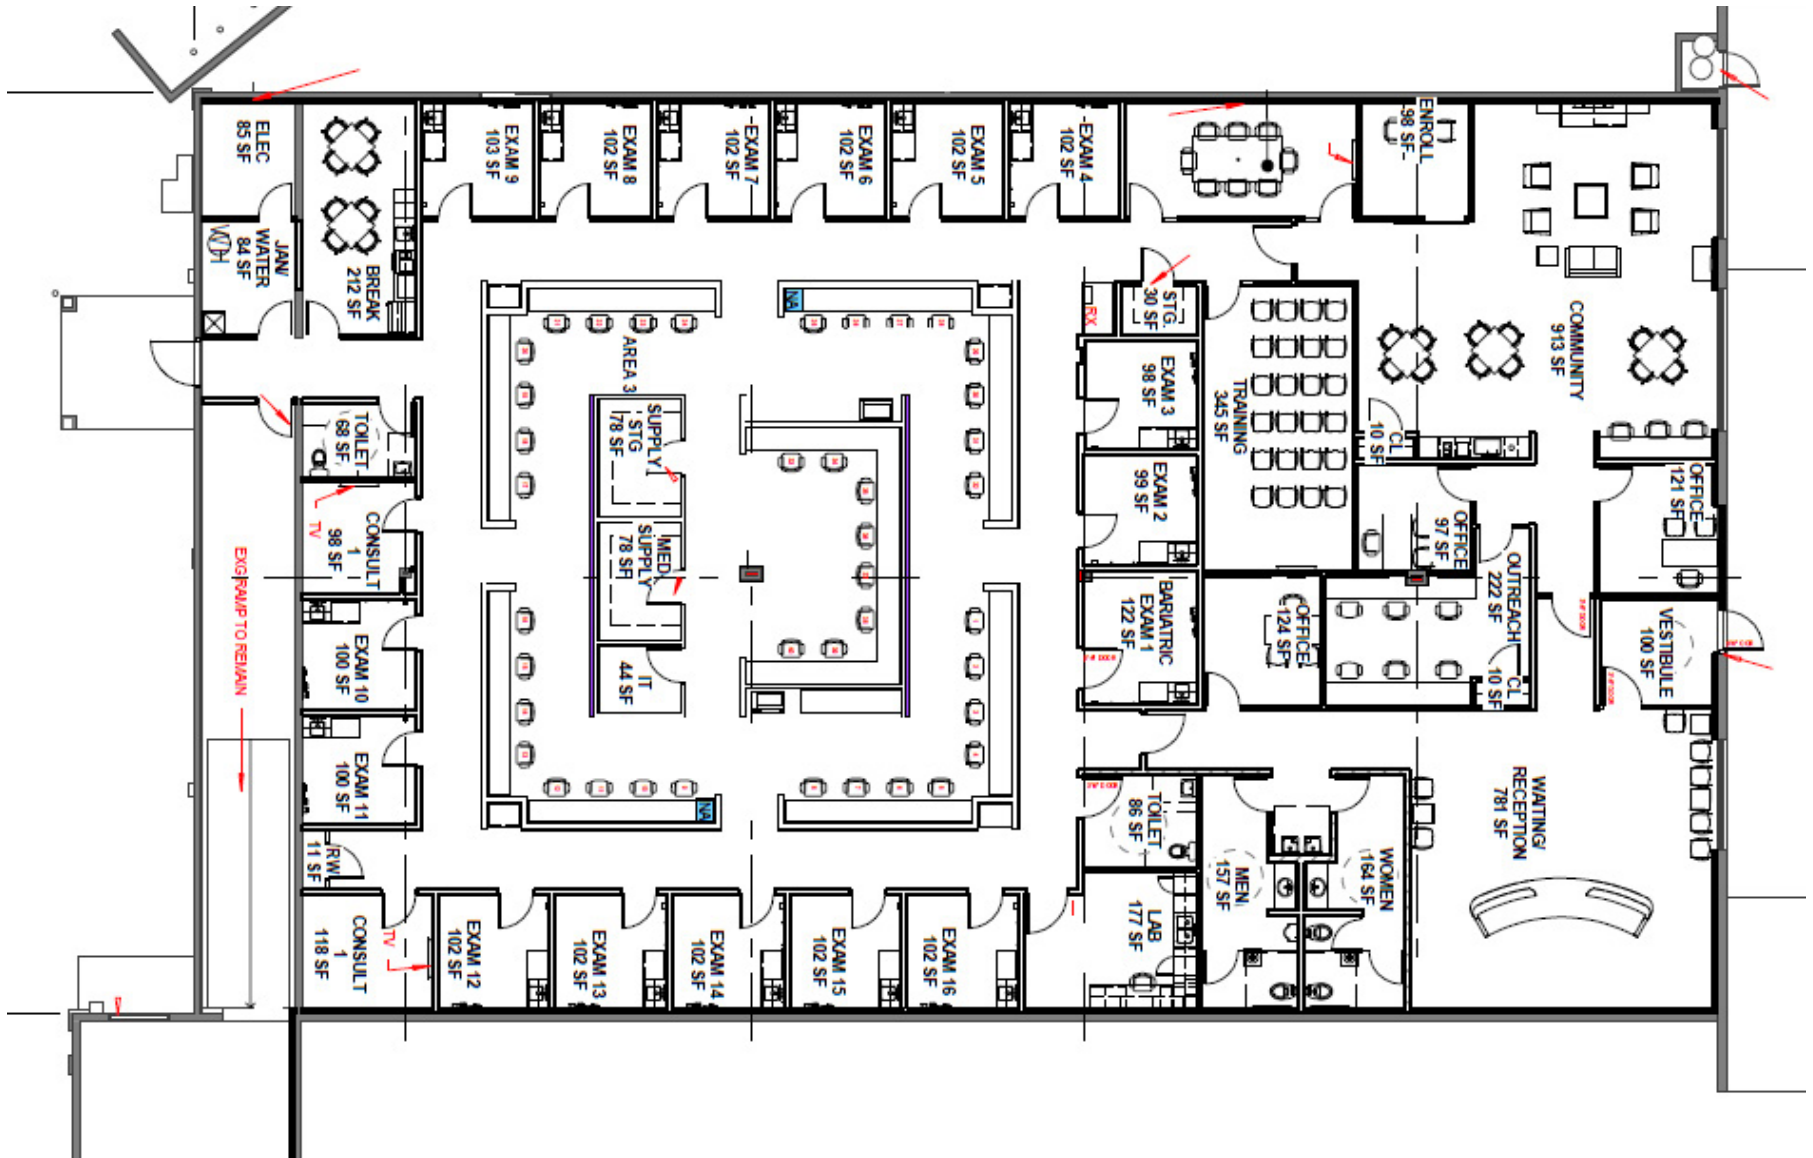 ELEC
85 SF
JAN/
WATER
84 SF
WH
BREAK
212 SF
EXAM 9
103 SF
EXAM 8
102 SF
EXAM 7
102 SF
EXAM 6
102 SF
EXAM 5
102 SF
EXAM 4
102 SF
ENROLL
98 SF
COMMUNITY
913 SF
STG.
30 SF
RX
NA
AREA 3
SUPPLY
STG
78 SF
MED
SUPPLY
78 SF
IT
44 SF
NA
EXAM 3
98 SF
EXAM 2
99 SF
BARIATRIC
EXAM 1
122 SF
TRAINING
345 SF
CL
10 SF
OFFICE
97 SF
OFFICE
121 SF
OUTREACH
222 SF
OFFICE
124 SF
CL
10 SF
VESTIBULE
100 SF
TOILET
68 SF
TV
CONSULT
1
98 SF
EXG RAMP TO REMAIN
EXAM 10
100 SF
EXAM 11
100 SF
RW
11 SF
CONSULT
1
118 SF
TV
EXAM 12
102 SF
EXAM 13
102 SF
EXAM 14
102 SF
EXAM 15
102 SF
EXAM 16
102 SF
TOILET
86 SF
LAB
177 SF
MEN
157 SF
WOMEN
164 SF
WAITING/
RECEPTION
781 SF